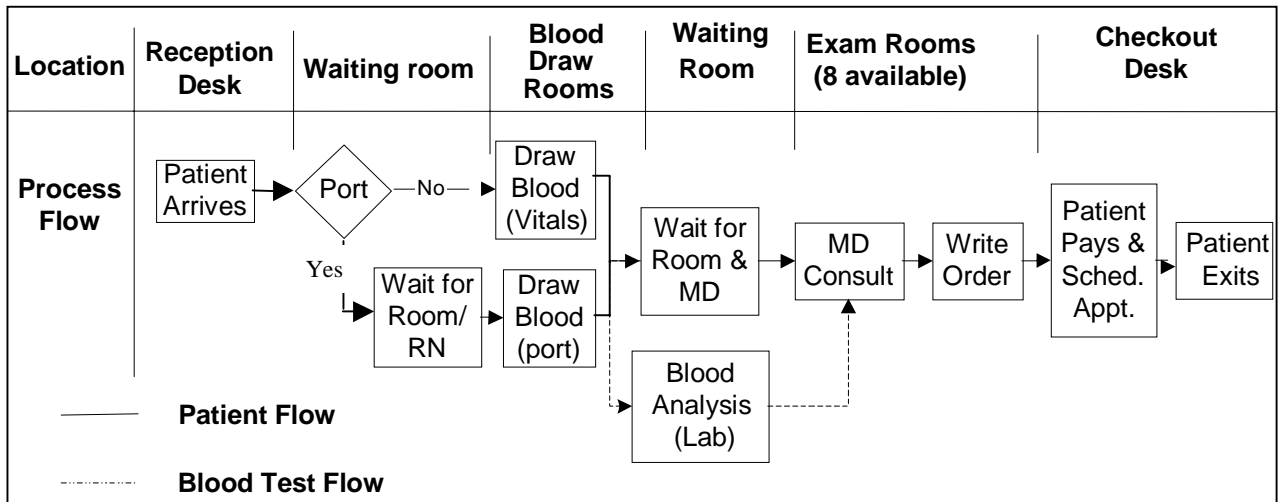 Location
Reception
Desk
Waiting room
Blood
Draw
Rooms
Waiting
Room
Exam Rooms
(8 available)
Checkout
Desk
Process
Flow
Patient
Arrives
Port
No
Draw
Blood
(Vitals)
Yes
Wait for
Room/
RN
Draw
Blood
(port)
Wait for
Room &
MD
Blood
Analysis
(Lab)
MD
Consult
Write
Order
Patient
Pays &
Sched.
Appt.
Patient
Exits
Patient Flow
Blood Test Flow